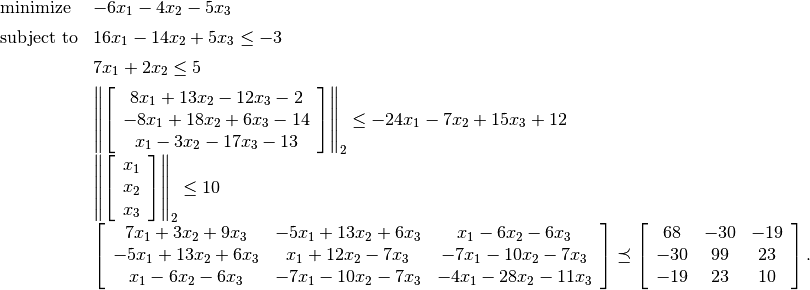 minimize −6x₁ − 4x₂ − 5x₃
subject to 16x₁ − 14x₂ + 5x₃ ≤ −3
7x₁ + 2x₂ ≤ 5
‖[ 8x₁ + 13x₂ − 12x₃ − 2
−8x₁ + 18x₂ + 6x₃ − 14
x₁ − 3x₂ − 17x₃ − 13 ]‖₂ ≤ −24x₁ − 7x₂ + 15x₃ + 12
‖[ x₁
x₂
x₃ ]‖₂ ≤ 10
[ 7x₁ + 3x₂ + 9x₃ −5x₁ + 13x₂ + 6x₃ x₁ − 6x₂ − 6x₃ 68 −30 −19
−5x₁ + 13x₂ + 6x₃ x₁ + 12x₂ − 7x₃ −7x₁ − 10x₂ − 7x₃ ⪯ −30 99 23
x₁ − 6x₂ − 6x₃ −7x₁ − 10x₂ − 7x₃ −4x₁ − 28x₂ − 11x₃ ] −19 23 10 ] .